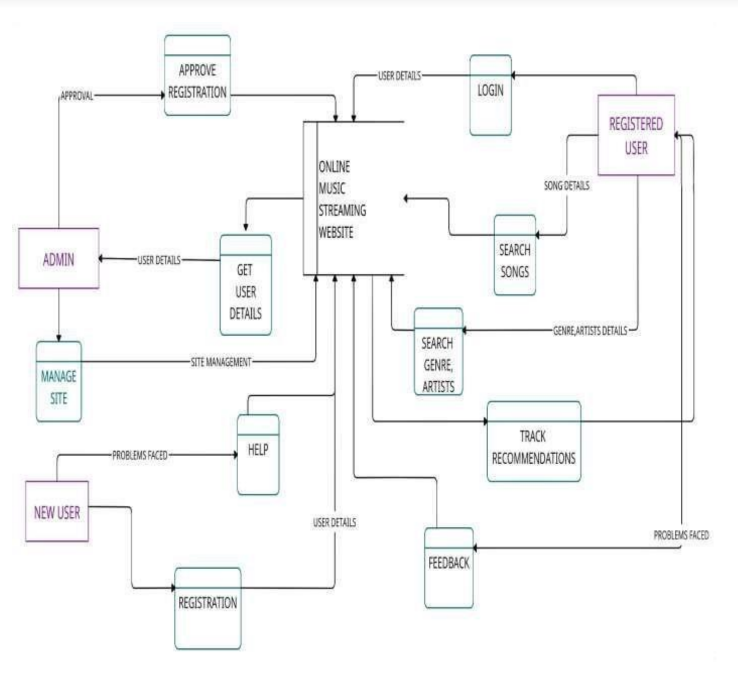 APPROVE
REGISTRATION
APPROVAL
USER DETAILS
LOGIN
REGISTERED
USER
ONLINE
MUSIC
STREAMING
WEBSITE
SONG DETAILS
SEARCH
SONGS
ADMIN
USER DETAILS
GET
USER
DETAILS
GENRE,ARTISTS DETAILS
SEARCH
GENRE,
ARTISTS
SITE MANAGEMENT
MANAGE
SITE
TRACK
RECOMMENDATIONS
PROBLEMS FACED
HELP
NEW USER
USER DETAILS
PROBLEMS FACED
FEEDBACK
REGISTRATION